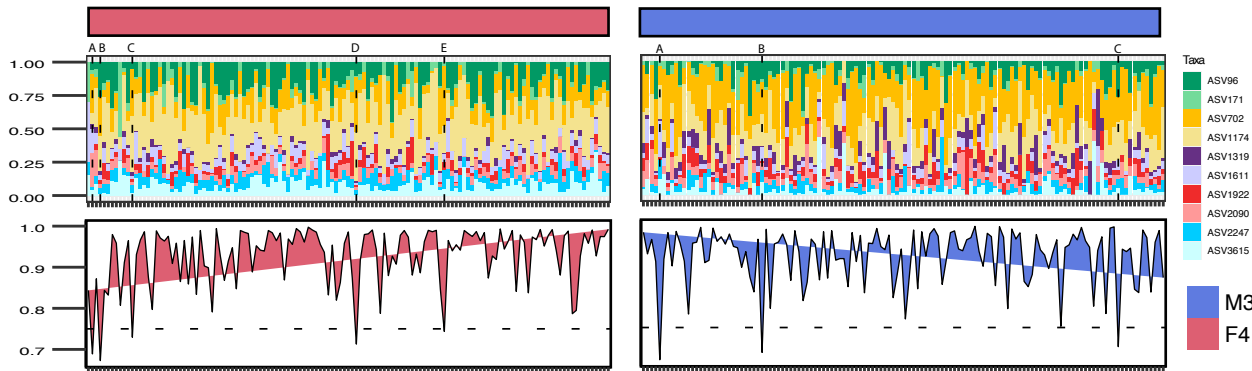 A B C D E
A B C
1.00
0.75
0.50
0.25
0.00
Taxa
ASV96
ASV171
ASV702
ASV1174
ASV1319
ASV1611
ASV1922
ASV2090
ASV2247
ASV3615
1.0
0.9
0.8
0.7
M3
F4